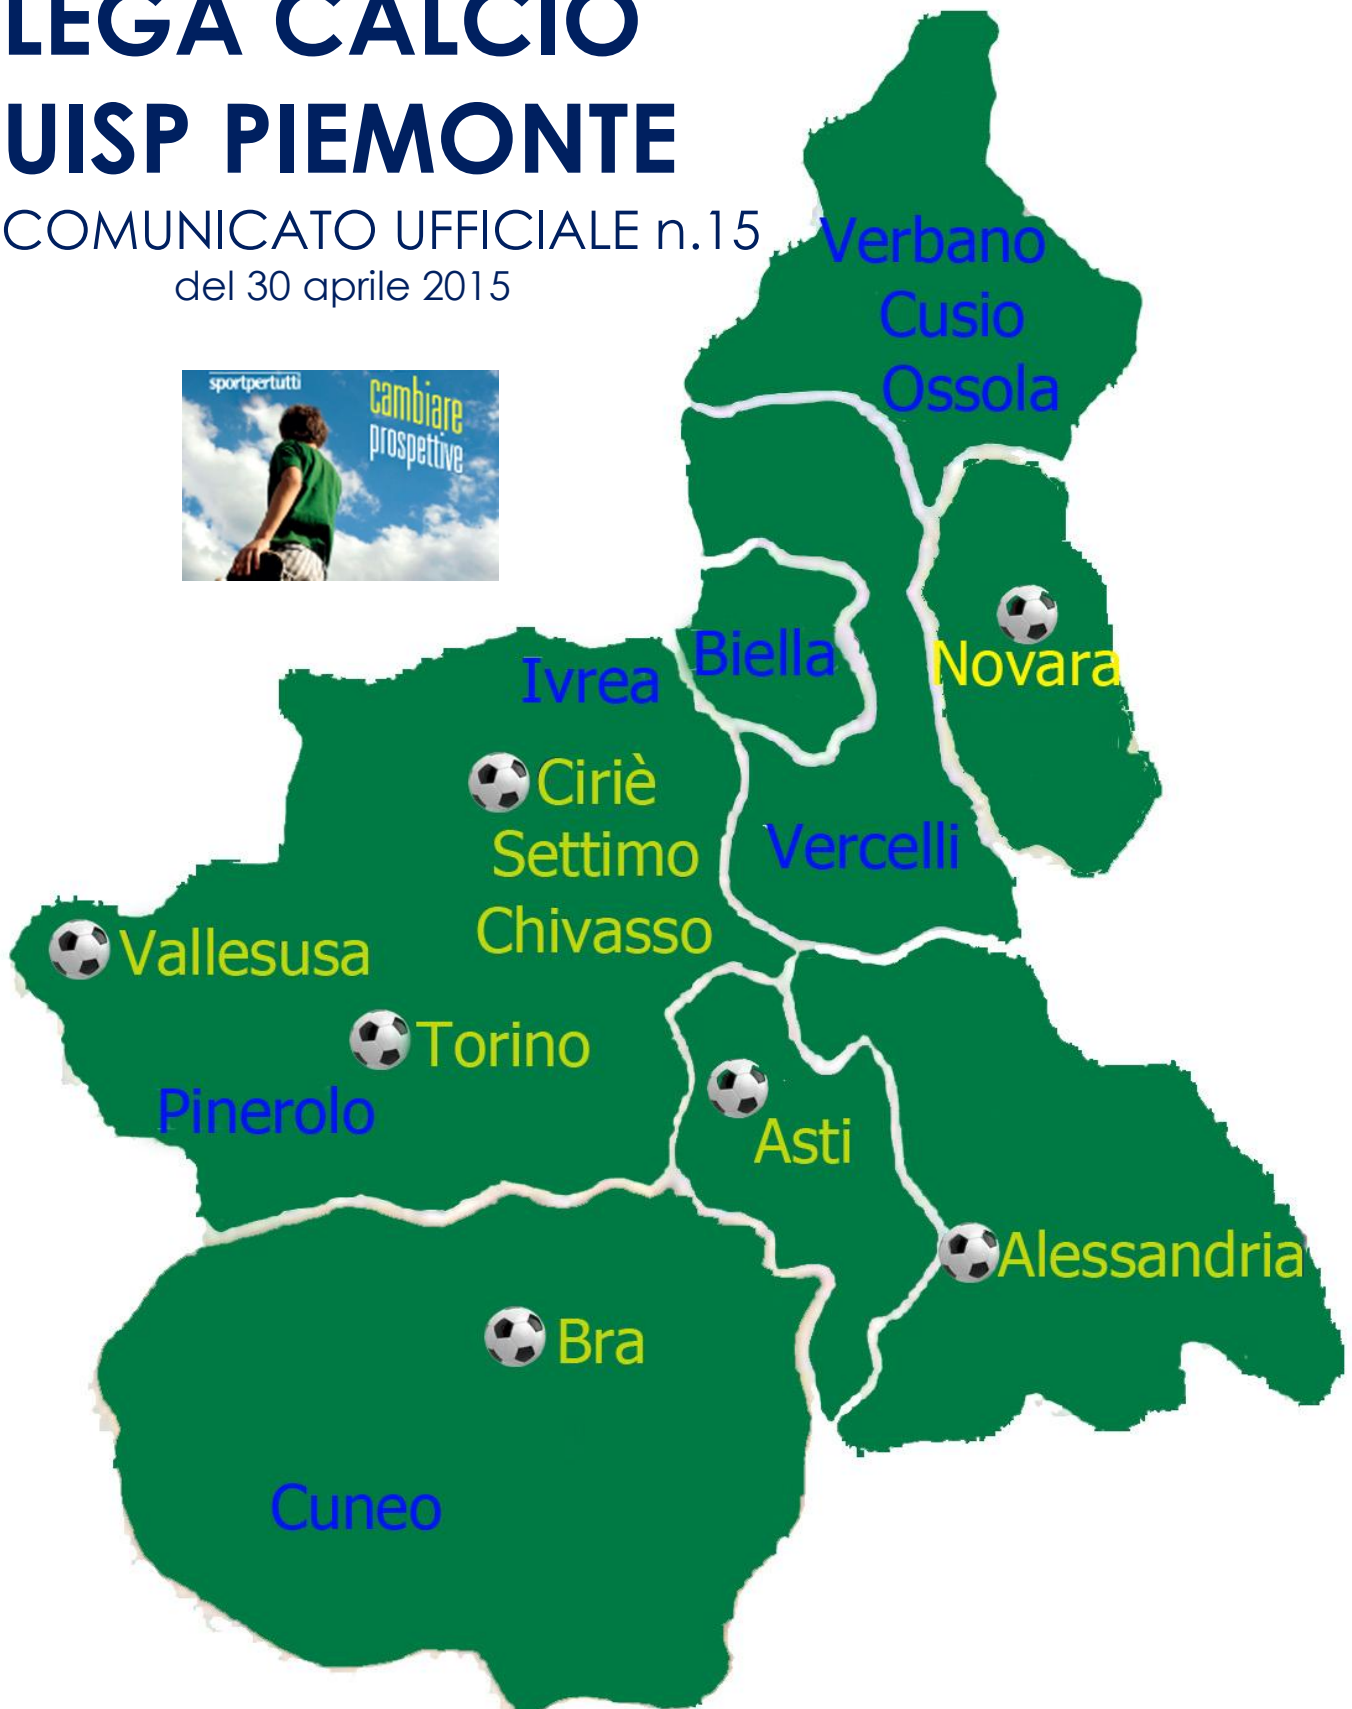 LEGA CALCIO
UISP PIEMONTE
COMUNICATO UFFICIALE n.15
del 30 aprile 2015
sportpertutti
cambiare
prospettive
Verbano
Cusio
Ossola
Biella
Novara
Ivrea
Ciriè
Settimo
Chivasso
Vercelli
Vallesusa
Torino
Pinerolo
Asti
Alessandria
Bra
Cuneo